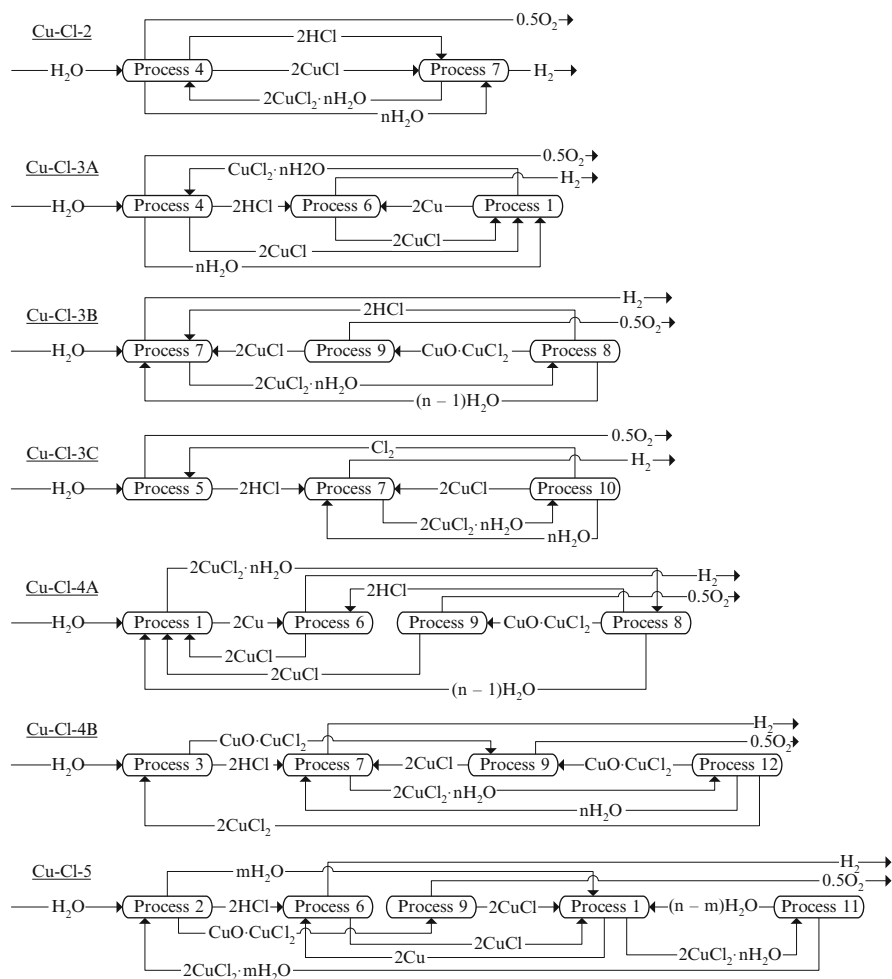 Cu-Cl-2
0.5O₂
2HCl
H₂O Process 4 2CuCl Process 7 H₂
2CuCl₂·nH₂O
nH₂O
Cu-Cl-3A
0.5O₂
CuCl₂·nH2O
H₂
H₂O Process 4 2HCl Process 6 2Cu Process 1
2CuCl 2CuCl
nH₂O
Cu-Cl-3B
H₂
2HCl
0.5O₂
H₂O Process 7 2CuCl Process 9 CuO·CuCl₂ Process 8
2CuCl₂·nH₂O
(n – 1)H₂O
Cu-Cl-3C
0.5O₂
Cl₂
H₂
H₂O Process 5 2HCl Process 7 2CuCl Process 10
2CuCl₂·nH₂O
nH₂O
Cu-Cl-4A
2CuCl₂·nH₂O
H₂
2HCl
0.5O₂
H₂O Process 1 2Cu Process 6 Process 9 CuO·CuCl₂ Process 8
2CuCl
2CuCl
(n – 1)H₂O
Cu-Cl-4B
H₂
CuO·CuCl₂
0.5O₂
H₂O Process 3 2HCl Process 7 2CuCl Process 9 CuO·CuCl₂ Process 12
2CuCl₂·nH₂O
nH₂O
2CuCl₂
Cu-Cl-5
H₂
mH₂O
0.5O₂
H₂O Process 2 2HCl Process 6 Process 9 2CuCl Process 1 (n – m)H₂O Process 11
CuO·CuCl₂ 2CuCl
2Cu 2CuCl₂·nH₂O
2CuCl₂·mH₂O